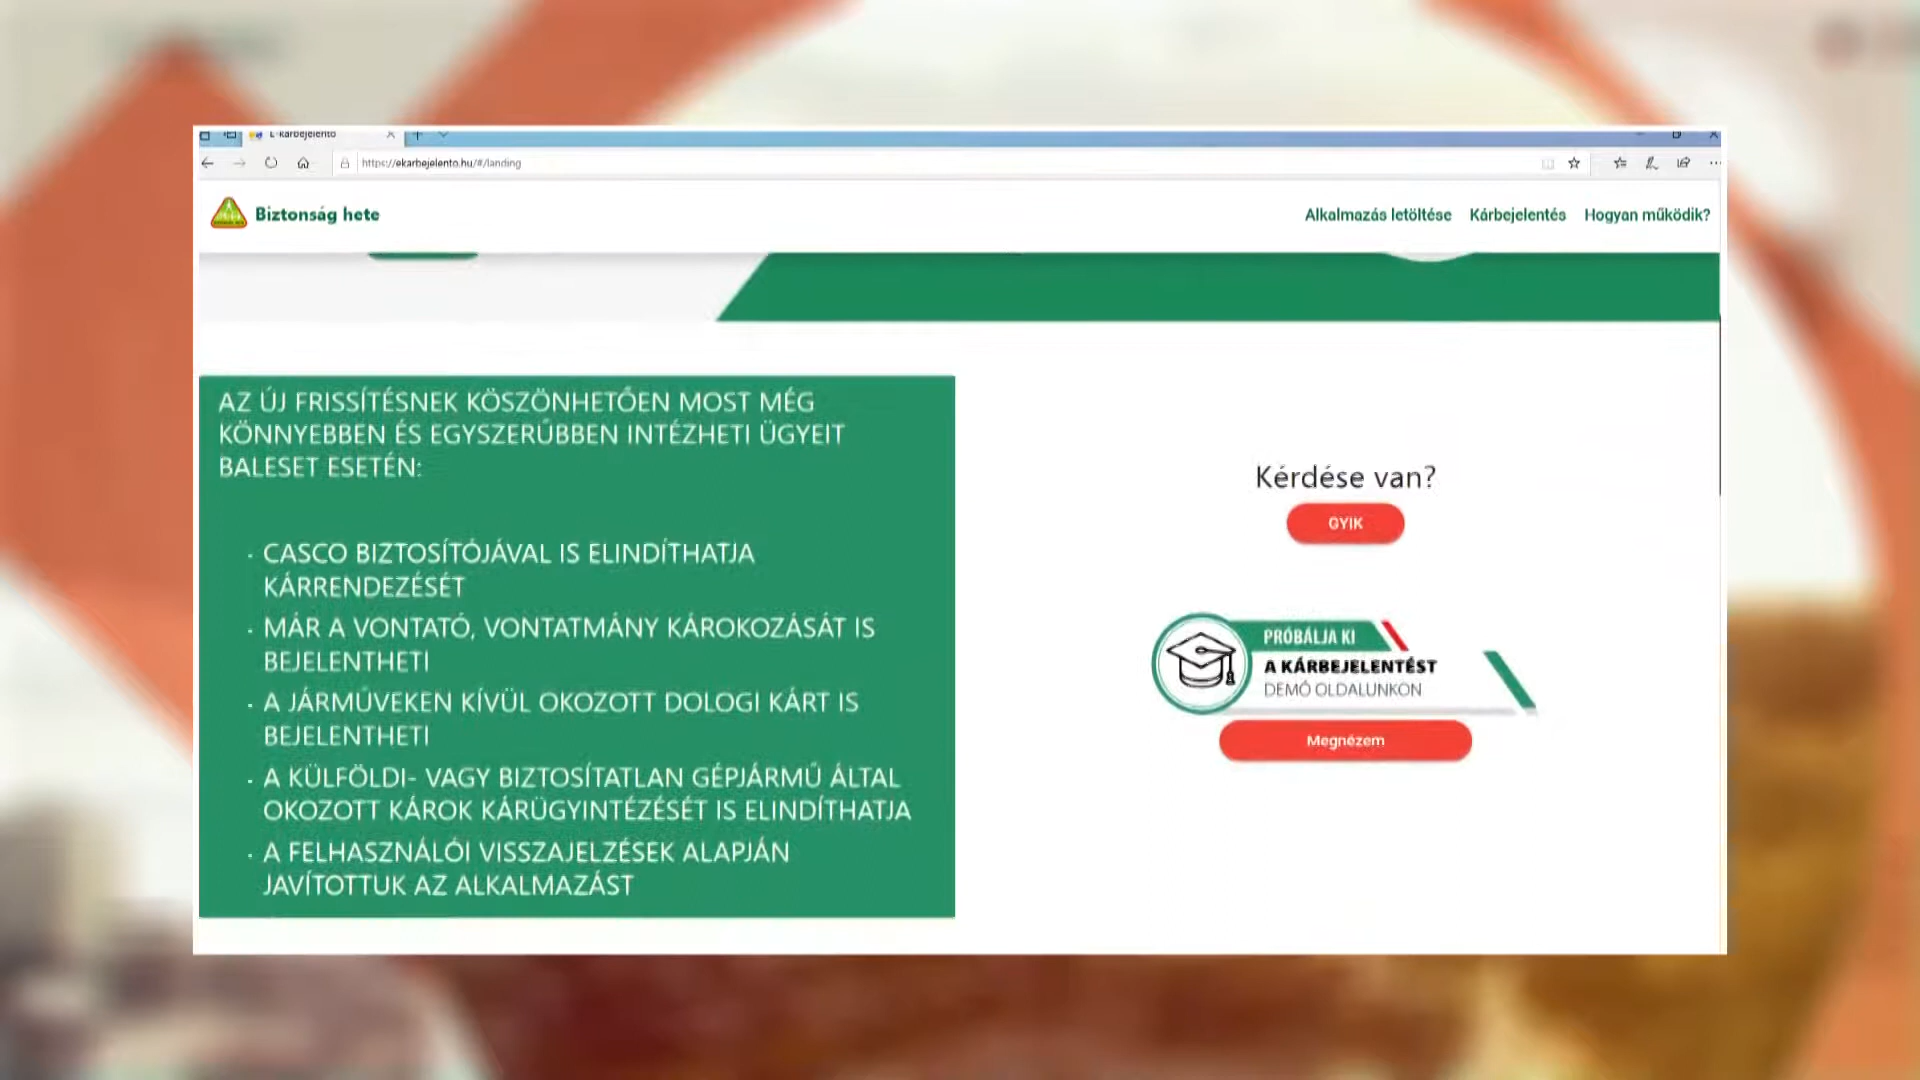 E-kárbejelentő
https://ekarbejelento.hu/#/landing
Biztonság hete
Alkalmazás letöltése Kárbejelentés Hogyan működik?
AZ ÚJ FRISSÍTÉSNEK KÖSZÖNHETŐEN MOST MÉG
KÖNNYEBBEN ÉS EGYSZERŰBBEN INTÉZHETI ÜGYEIT
BALESET ESETÉN:
· CASCO BIZTOSÍTÓJÁVAL IS ELINDÍTHATJA
KÁRRENDEZÉSÉT
· MÁR A VONTATÓ, VONTATMÁNY KÁROKOZÁSÁT IS
BEJELENTHETI
· A JÁRMŰVEKEN KÍVÜL OKOZOTT DOLOGI KÁRT IS
BEJELENTHETI
· A KÜLFÖLDI- VAGY BIZTOSÍTATLAN GÉPJÁRMŰ ÁLTAL
OKOZOTT KÁROK KÁRÜGYINTÉZÉSÉT IS ELINDÍTHATJA
· A FELHASZNÁLÓI VISSZAJELZÉSEK ALAPJÁN
JAVÍTOTTUK AZ ALKALMAZÁST
Kérdése van?
GYIK
PRÓBÁLJA KI
A KÁRBEJELENTÉST
DEMÓ OLDALUNKON
Megnézem